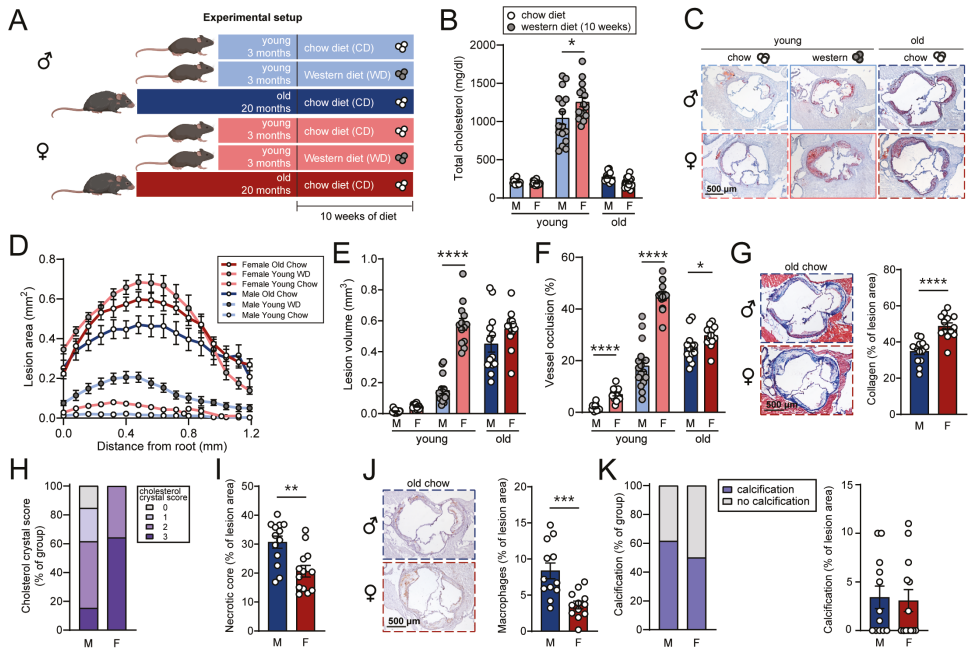 A
Experimental setup
♂
young
3 months
chow diet (CD)
young
3 months
Western diet (WD)
old
20 months
chow diet (CD)
♀
young
3 months
chow diet (CD)
young
3 months
Western diet (WD)
old
20 months
chow diet (CD)
10 weeks of diet
B
chow diet
western diet (10 weeks)
Total cholesterol (mg/dl)
2000
1500
1000
500
0
*
M F M F M F
young old
C
young old
chow western chow
♂
♀
500 µm
D
Lesion area (mm²)
0.8
0.6
0.4
0.2
0.0
0.0 0.4 0.8 1.2
Distance from root (mm)
Female Old Chow
Female Young WD
Female Young Chow
Male Old Chow
Male Young WD
Male Young Chow
E
Lesion volume (mm³)
1.0
0.8
0.6
0.4
0.2
0.0
****
M F M F M F
young old
F
Vessel occlusion (%)
60
40
20
0
****
****
*
M F M F M F
young old
G
old chow
♂
♀
500 µm
Collagen (% of lesion area)
80
60
40
20
0
****
M F
H
Cholsterol crystal score
(% of group)
100
80
60
40
20
0
M F
cholesterol
crystal score
0
1
2
3
I
Necrotic core (% of lesion area)
50
40
30
20
10
0
**
M F
J
old chow
♂
♀
500 µm
Macrophages (% of lesion area)
20
15
10
5
0
***
M F
K
Calcification (% of group)
100
80
60
40
20
0
M F
calcification
no calcification
Calcification (% of lesion area)
15
10
5
0
M F